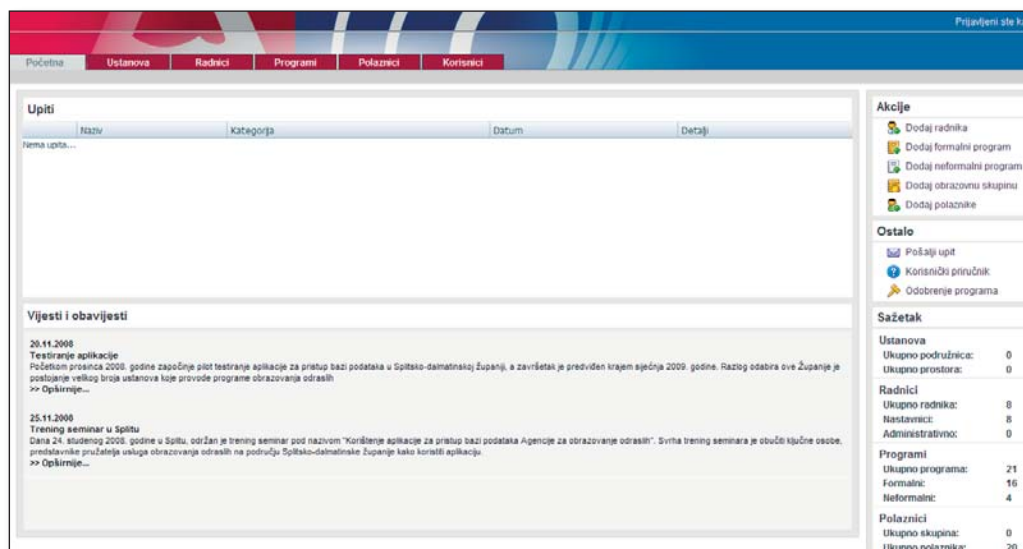 Prijavljeni ste k
Početna Ustanova Radnici Programi Polaznici Korisnici
Upiti
Naziv Kategorija Datum Detalji
Nema upita...
Vijesti i obavijesti
20.11.2008
Testiranje aplikacije
Početkom prosinca 2008. godine započinje pilot testiranje aplikacije za pristup bazi podataka u Splitsko-dalmatinskoj županiji, a završetak je predviđen krajem siječnja 2009. godine. Razlog odabira ove Županije je
postojanje velikog broja ustanova koje provode programe obrazovanja odraslih
>> Opširnije...
25.11.2008
Trening seminar u Splitu
Dana 24. studenog 2008. godine u Splitu, održan je trening seminar pod nazivom "Korištenje aplikacije za pristup bazi podataka Agencije za obrazovanje odraslih". Svrha trening seminara je obučiti ključne osobe,
predstavnike pružatelja usluga obrazovanja odraslih na području Splitsko-dalmatinske županije kako koristiti aplikaciju.
>> Opširnije...
Akcije
Dodaj radnika
Dodaj formalni program
Dodaj neformalni program
Dodaj obrazovnu skupinu
Dodaj polaznike
Ostalo
Pošalji upit
Korisnički priručnik
Odobrenje programa
Sažetak
Ustanova
Ukupno podružnica: 0
Ukupno prostora: 0
Radnici
Ukupno radnika: 8
Nastavnici: 8
Administrativno: 0
Programi
Ukupno programa: 21
Formalni: 16
Neformalni: 4
Polaznici
Ukupno skupina: 0
Ukupno polaznika: 20